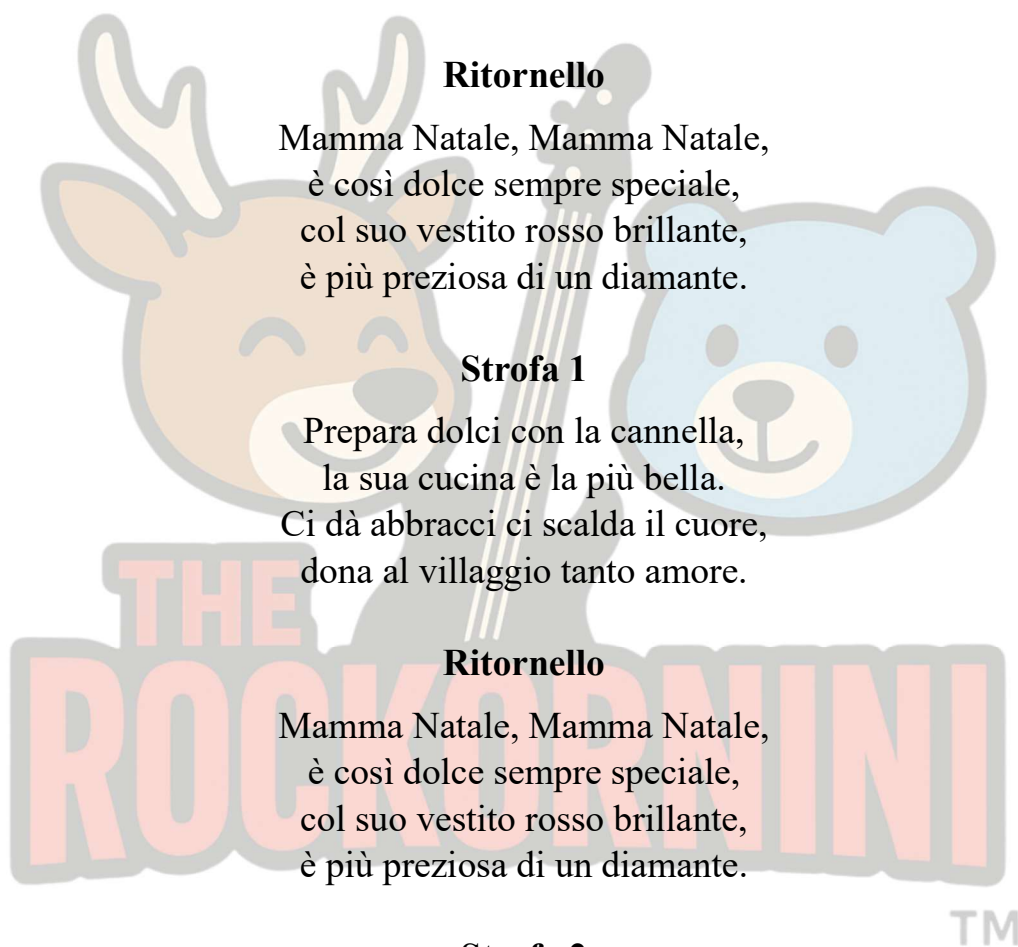 Ritornello
Mamma Natale, Mamma Natale,
è così dolce sempre speciale,
col suo vestito rosso brillante,
è più preziosa di un diamante.
Strofa 1
Prepara dolci con la cannella,
la sua cucina è la più bella.
Ci dà abbracci ci scalda il cuore,
dona al villaggio tanto amore.
THE
ROCKORNINI
TM
Ritornello
Mamma Natale, Mamma Natale,
è così dolce sempre speciale,
col suo vestito rosso brillante,
è più preziosa di un diamante.